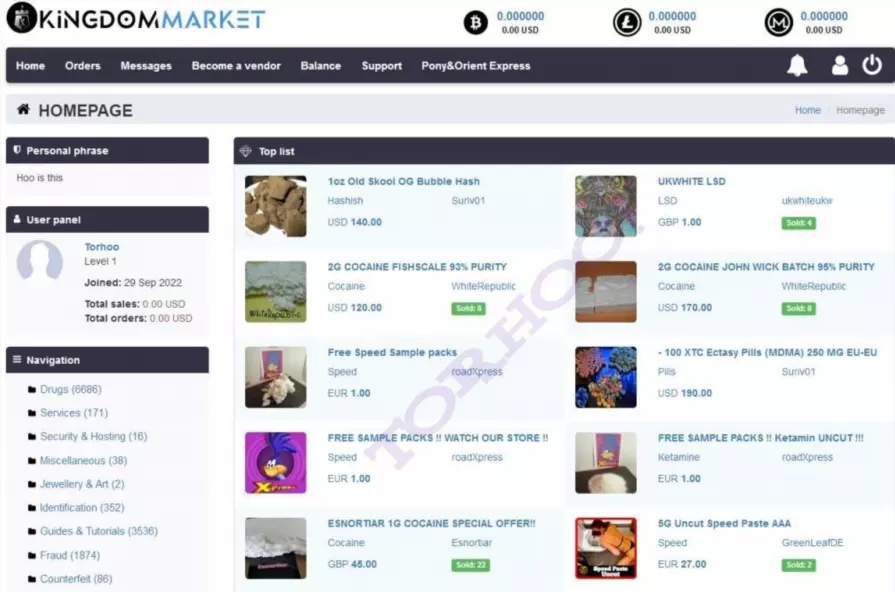 KiNGDOMMARKET
0.000000
0.00 USD
0.000000
0.00 USD
0.000000
0.00 USD
Home Orders Messages Become a vendor Balance Support Pony&Orient Express
HOMEPAGE
Home / Homepage
Personal phrase
Hoo is this
User panel
Torhoo
Level 1
Joined: 29 Sep 2022
Total sales: 0.00 USD
Total orders: 0.00 USD
Navigation
Drugs (6686)
Services (171)
Security & Hosting (16)
Miscellaneous (38)
Jewellery & Art (2)
Identification (352)
Guides & Tutorials (3536)
Fraud (1874)
Counterfeit (86)
Top list
1oz Old Skool OG Bubble Hash
Hashish Suriv01
USD 140.00
UKWHITE LSD
LSD ukwhiteukw
GBP 1.00 Sold: 4
WhiteRepublic
2G COCAINE FISHSCALE 93% PURITY
Cocaine WhiteRepublic
USD 120.00 Sold: 8
2G COCAINE JOHN WICK BATCH 95% PURITY
Cocaine WhiteRepublic
USD 170.00 Sold: 8
Free Speed Sample packs
Speed roadXpress
EUR 1.00
- 100 XTC Ectasy Pills (MDMA) 250 MG EU-EU
Pills Suriv01
USD 190.00
FREE SAMPLE PACKS !! WATCH OUR STORE !!
Speed roadXpress
EUR 1.00
FREE SAMPLE PACKS !! Ketamin UNCUT !!!
Ketamine roadXpress
EUR 1.00
ESNORTIAR 1G COCAINE SPECIAL OFFER!!
Cocaine Esnortiar
GBP 45.00 Sold: 22
Speed Paste
Uncut
5G Uncut Speed Paste AAA
Speed GreenLeafDE
EUR 27.00 Sold: 2
TORHOO.